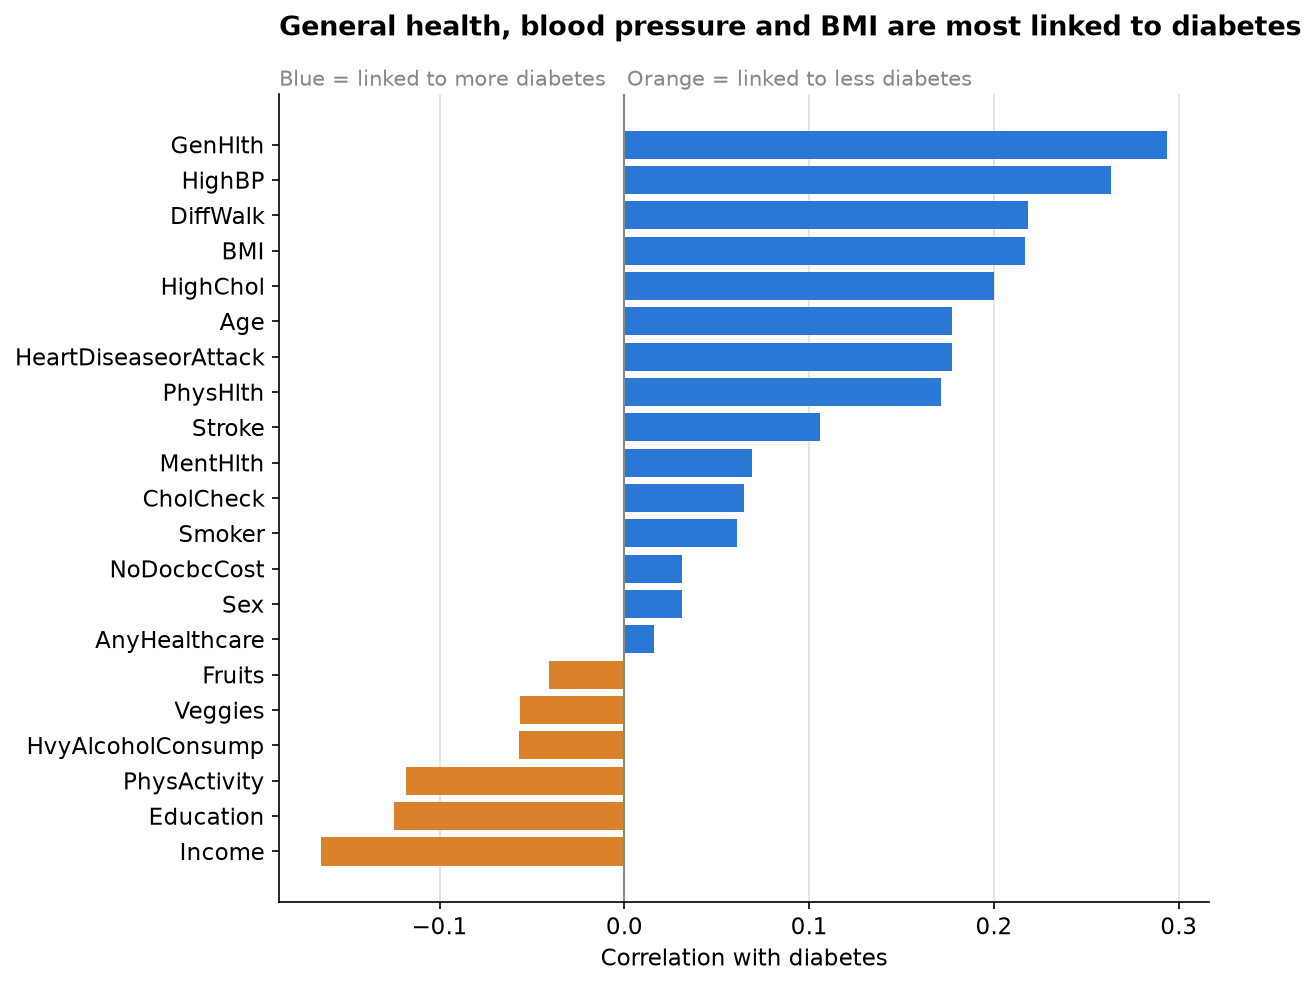 General health, blood pressure and BMI are most linked to diabetes
Blue = linked to more diabetes
Orange = linked to less diabetes
GenHlth
HighBP
DiffWalk
BMI
HighChol
Age
HeartDiseaseorAttack
PhysHlth
Stroke
MentHlth
CholCheck
Smoker
NoDocbcCost
Sex
AnyHealthcare
Fruits
Veggies
HvyAlcoholConsump
PhysActivity
Education
Income
−0.1 0.0 0.1 0.2 0.3
Correlation with diabetes